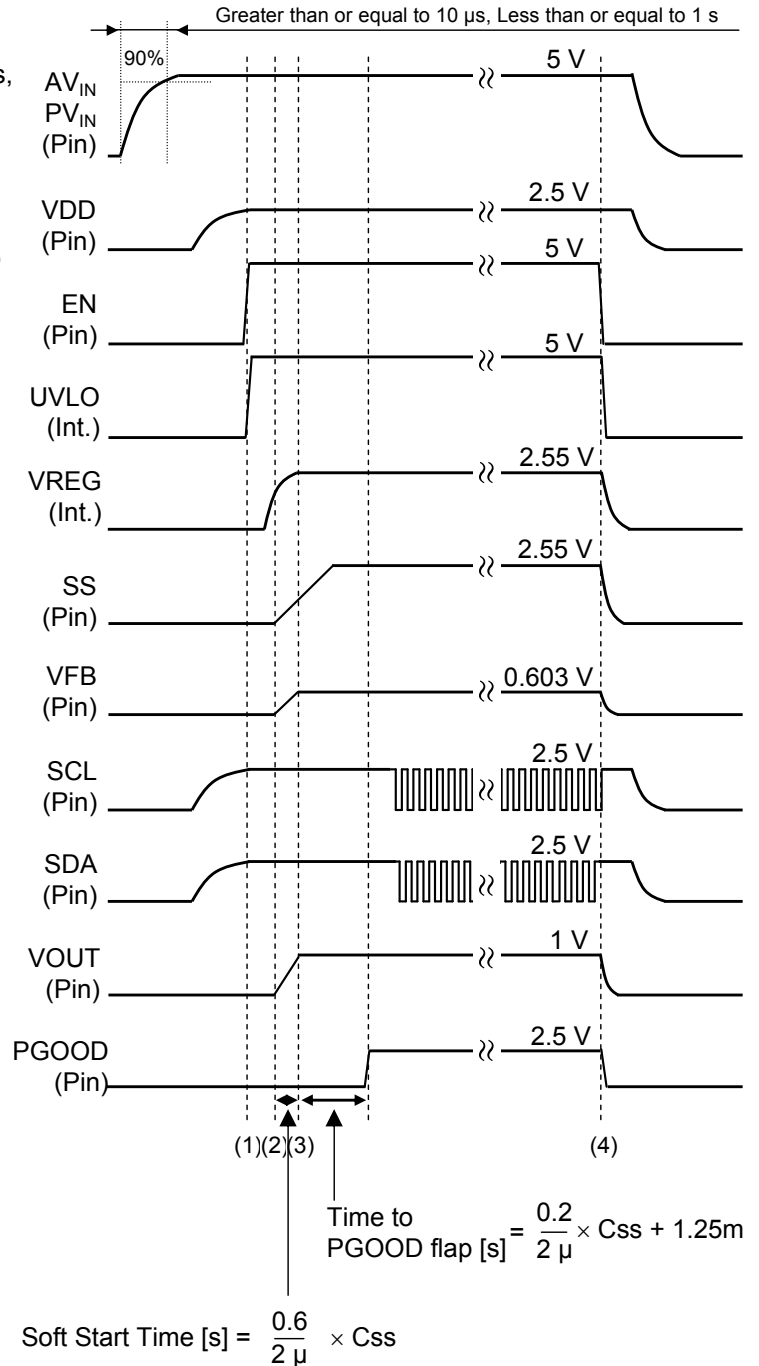 Greater than or equal to 10 µs, Less than or equal to 1 s
90%
s,
AVIN
PVIN
(Pin)
5 V
VDD
(Pin)
2.5 V
EN
(Pin)
5 V
UVLO
(Int.)
5 V
VREG
(Int.)
2.55 V
SS
(Pin)
2.55 V
VFB
(Pin)
0.603 V
SCL
(Pin)
2.5 V
SDA
(Pin)
2.5 V
VOUT
(Pin)
1 V
PGOOD
(Pin)
2.5 V
(1)(2)(3) (4)
Time to
PGOOD flap [s] = 0.2 / 2 µ × Css + 1.25m
Soft Start Time [s] = 0.6 / 2 µ × Css